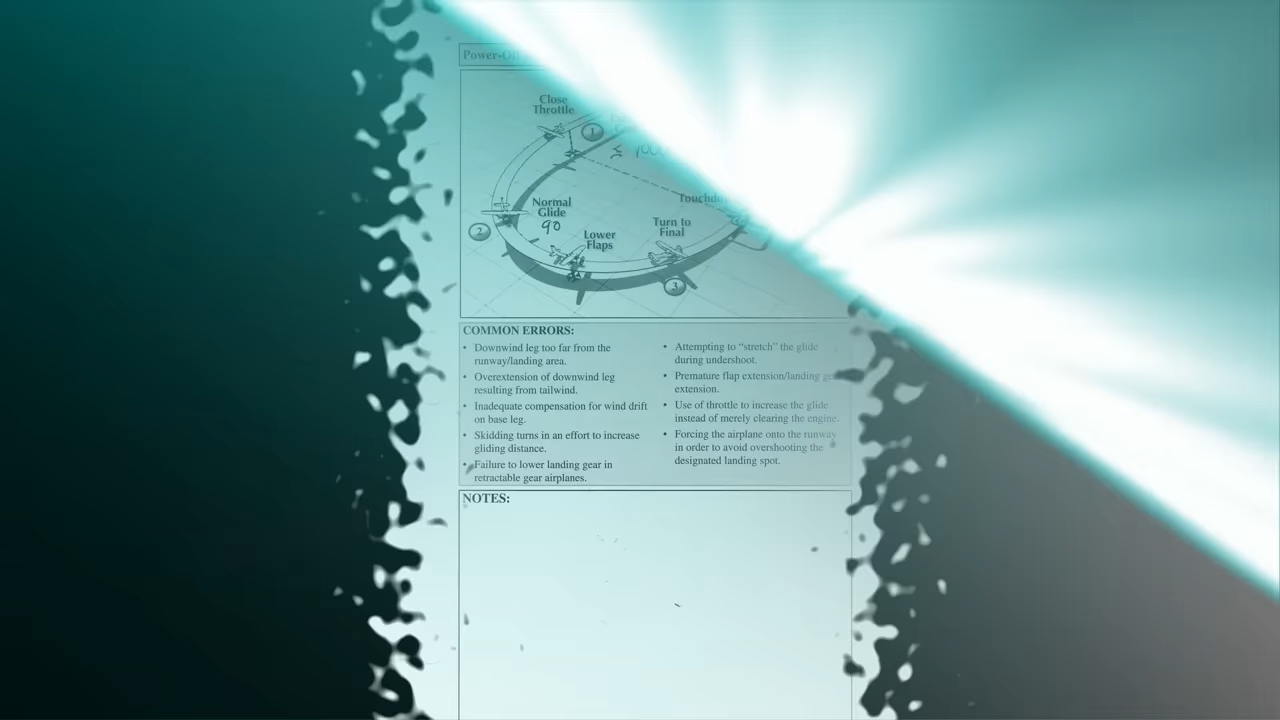 Power-Off
Close
Throttle
1
Touchdo
Normal
Glide
90
2
Turn to
Final
Lower
Flaps
3
COMMON ERRORS:
• Downwind leg too far from the
runway/landing area.
• Overextension of downwind leg
resulting from tailwind.
• Inadequate compensation for wind drift
on base leg.
• Skidding turns in an effort to increase
gliding distance.
• Failure to lower landing gear in
retractable gear airplanes.
• Attempting to “stretch” the glide
during undershoot.
• Premature flap extension/landing gear
extension.
• Use of throttle to increase the glide
instead of merely clearing the engine.
• Forcing the airplane onto the runway
in order to avoid overshooting the
designated landing spot.
NOTES: